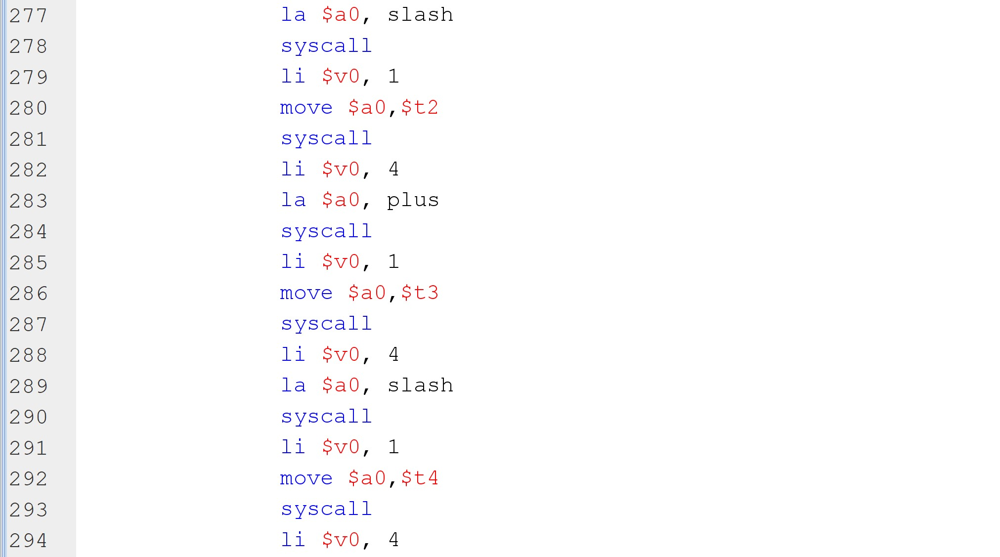 277 la $a0, slash
278 syscall
279 li $v0, 1
280 move $a0,$t2
281 syscall
282 li $v0, 4
283 la $a0, plus
284 syscall
285 li $v0, 1
286 move $a0,$t3
287 syscall
288 li $v0, 4
289 la $a0, slash
290 syscall
291 li $v0, 1
292 move $a0,$t4
293 syscall
294 li $v0, 4